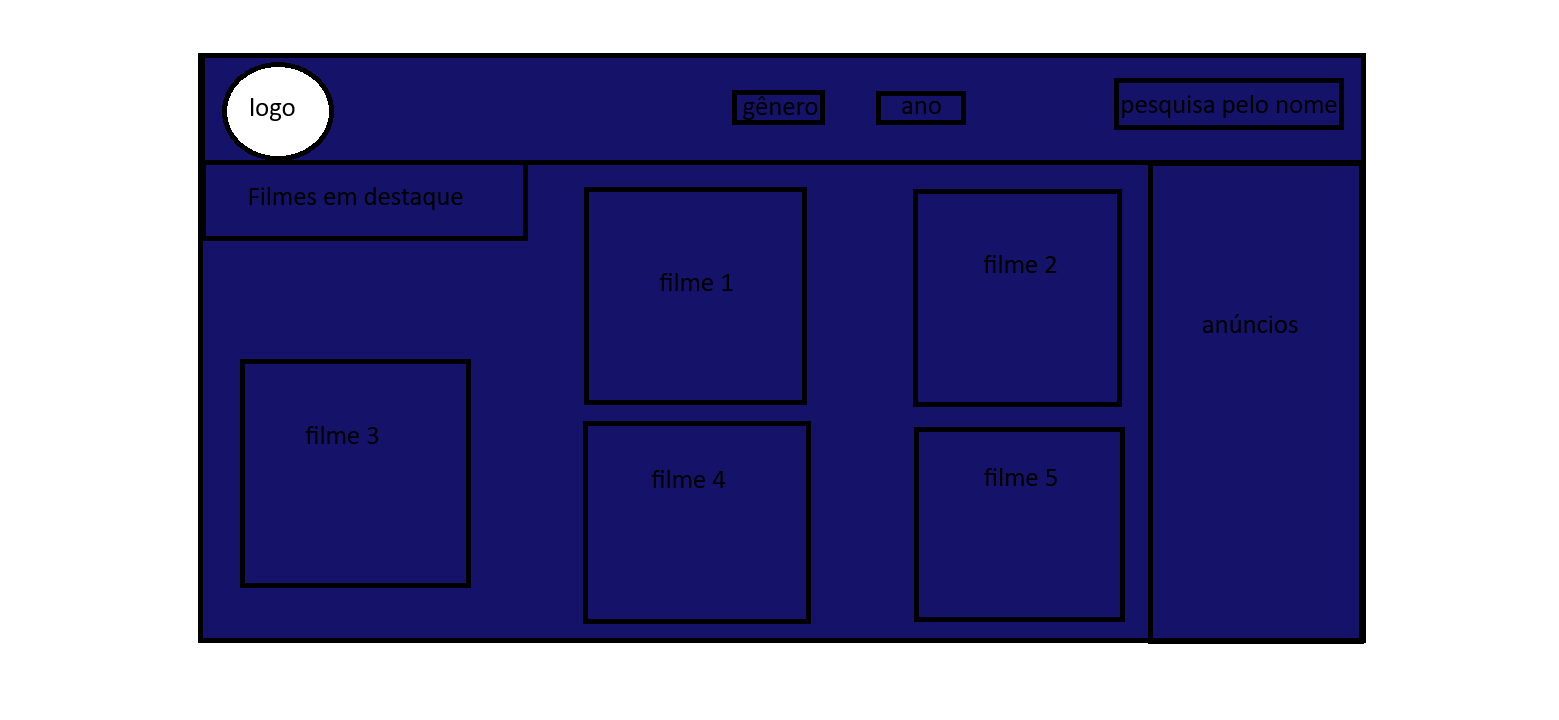 logo
gênero
ano
pesquisa pelo nome
Filmes em destaque
filme 1
filme 2
anúncios
filme 3
filme 4
filme 5